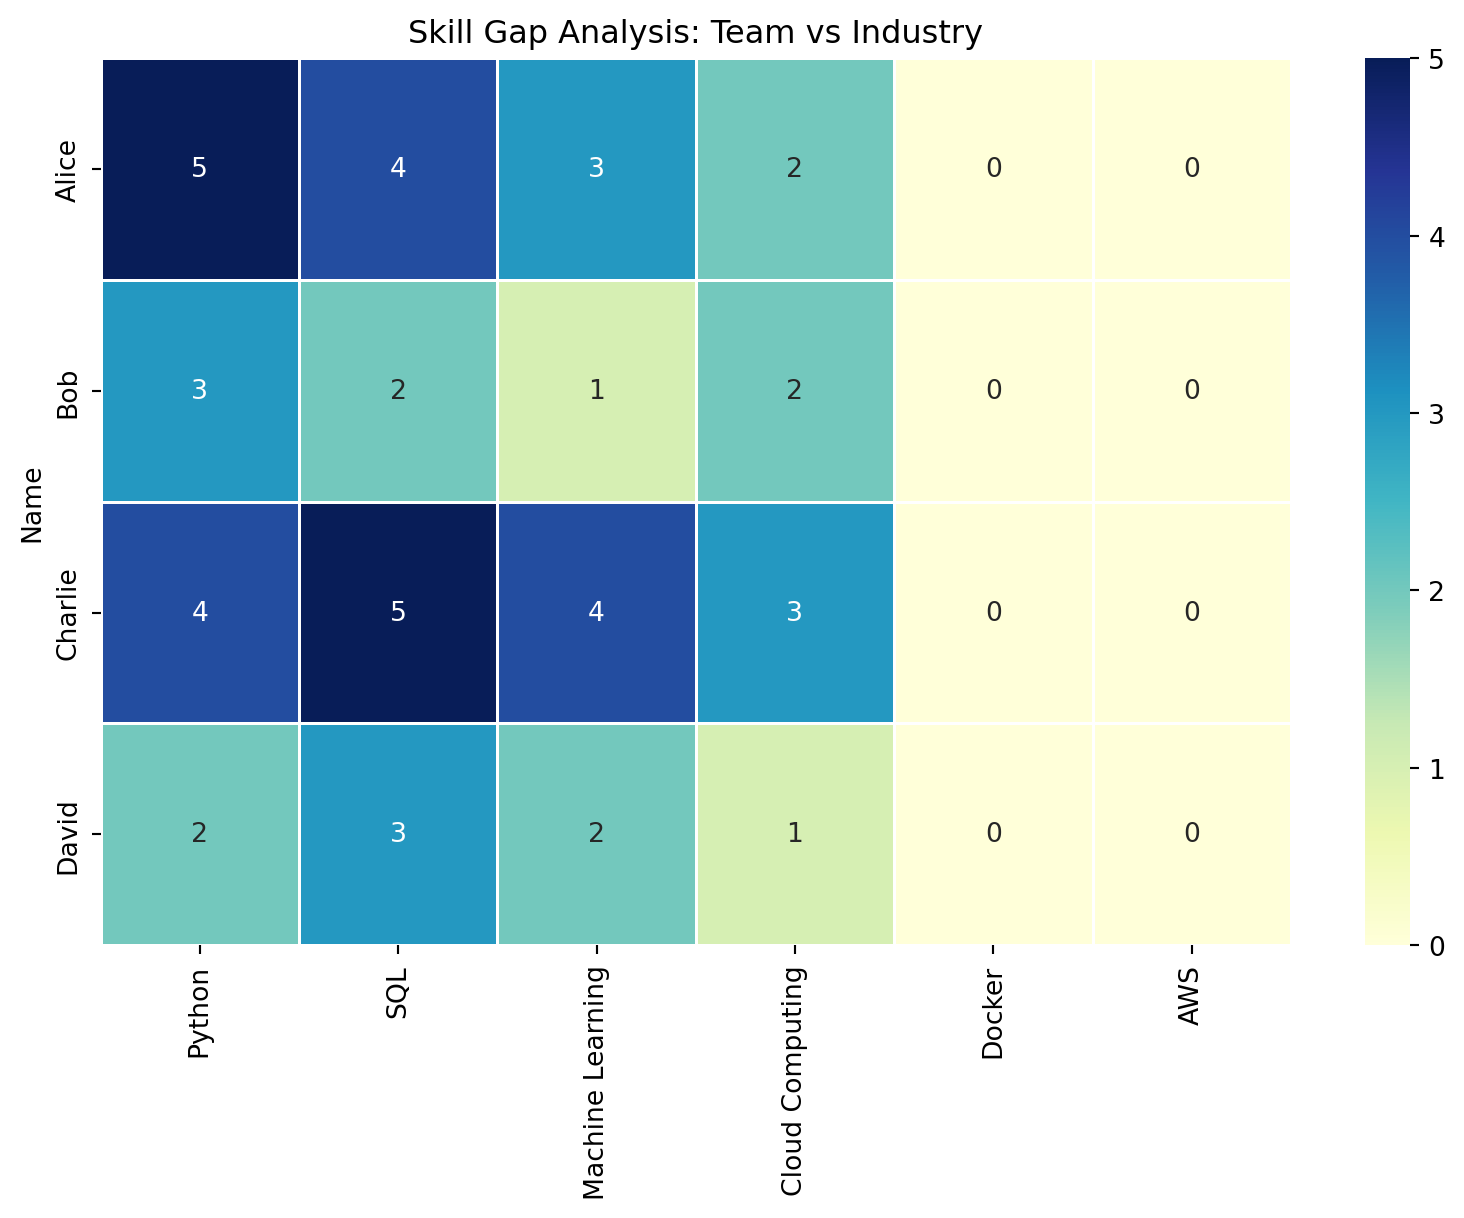 Skill Gap Analysis: Team vs Industry
Name
Alice
5 4 3 2 0 0
Bob
3 2 1 2 0 0
Charlie
4 5 4 3 0 0
David
2 3 2 1 0 0
Python
SQL
Machine Learning
Cloud Computing
Docker
AWS
5
4
3
2
1
0